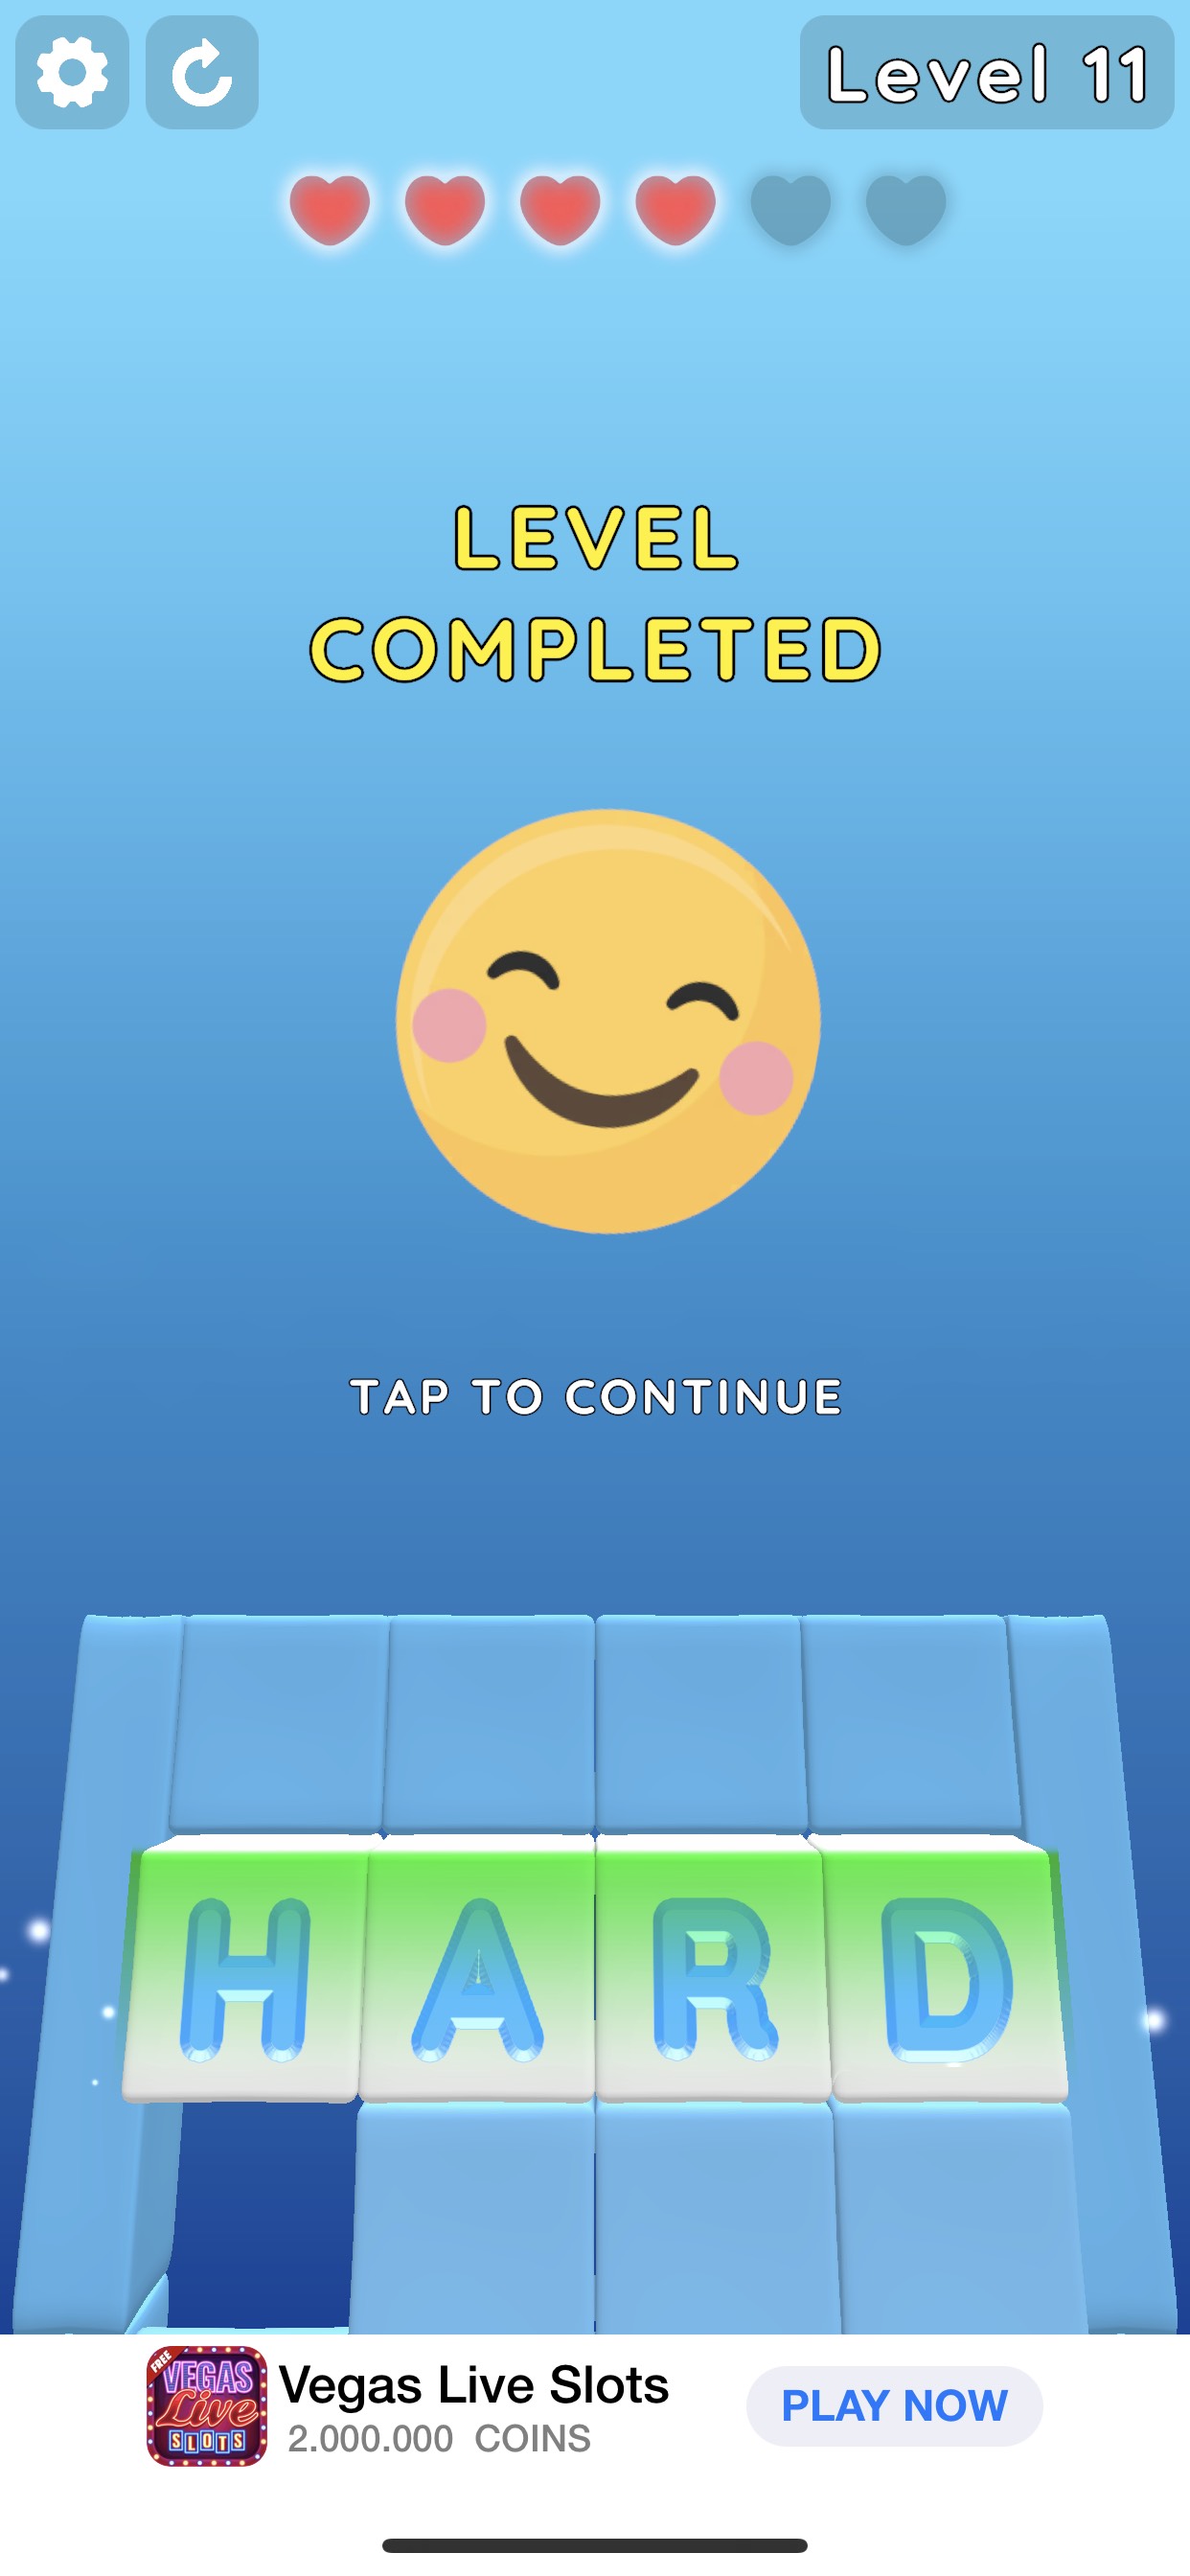 Level 11
LEVEL
COMPLETED
TAP TO CONTINUE
HARD
FREE
VEGAS
Live
SLOTS
Vegas Live Slots
2.000.000 COINS
PLAY NOW